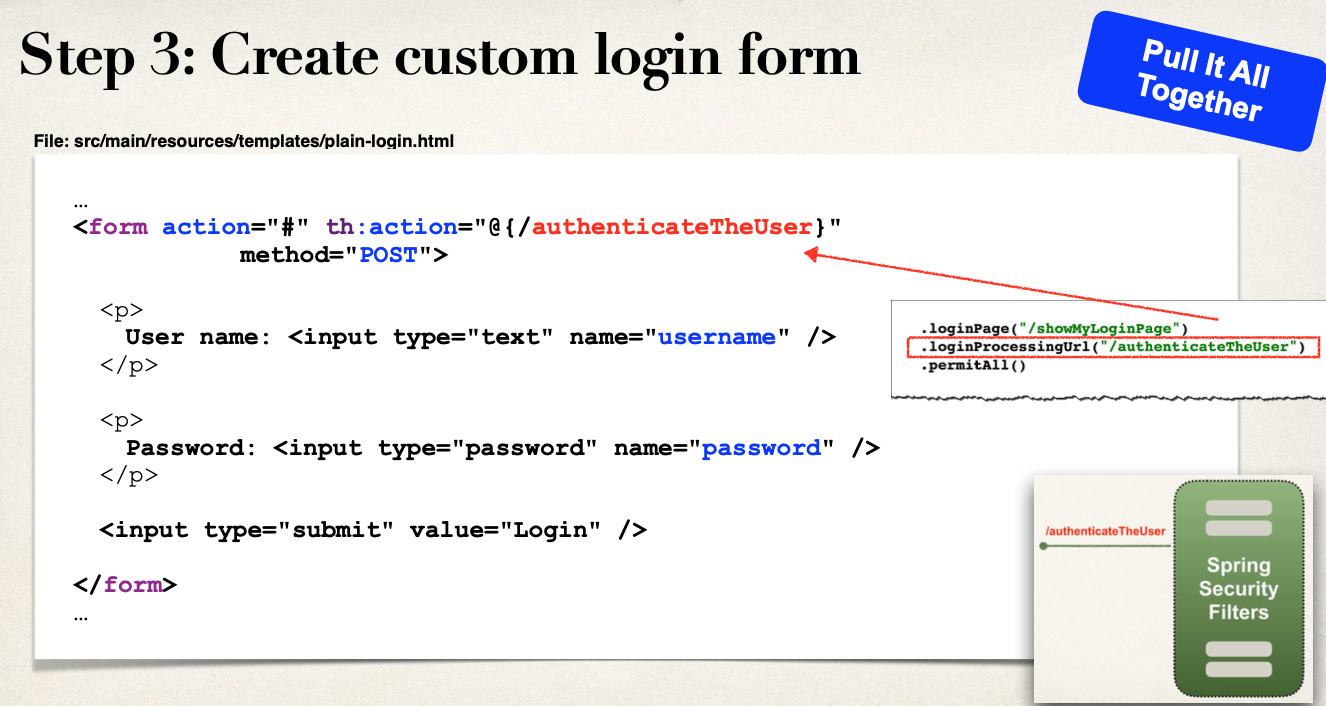 Step 3: Create custom login form
Pull It All
Together
File: src/main/resources/templates/plain-login.html
…
<form action="#" th:action="@{/authenticateTheUser}"
method="POST">
<p>
User name: <input type="text" name="username" />
</p>
<p>
Password: <input type="password" name="password" />
</p>
<input type="submit" value="Login" />
</form>
…
.loginPage("/showMyLoginPage")
.loginProcessingUrl("/authenticateTheUser")
.permitAll()
/authenticateTheUser
Spring
Security
Filters